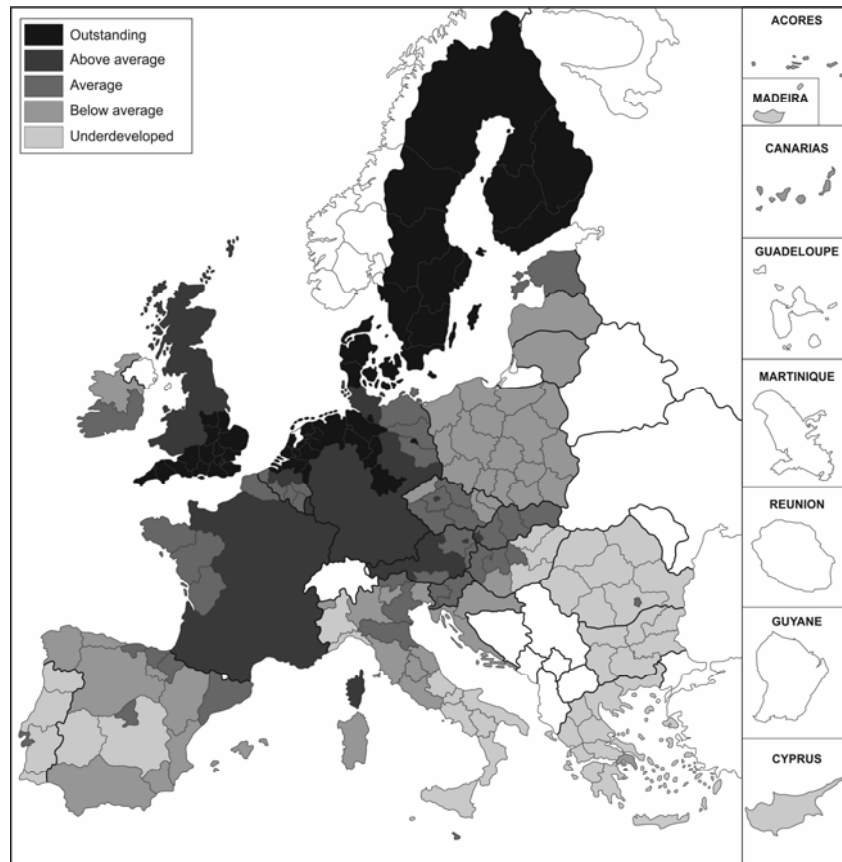 Outstanding
Above average
Average
Below average
Underdeveloped
ACORES
MADEIRA
CANARIAS
GUADELOUPE
MARTINIQUE
REUNION
GUYANE
CYPRUS